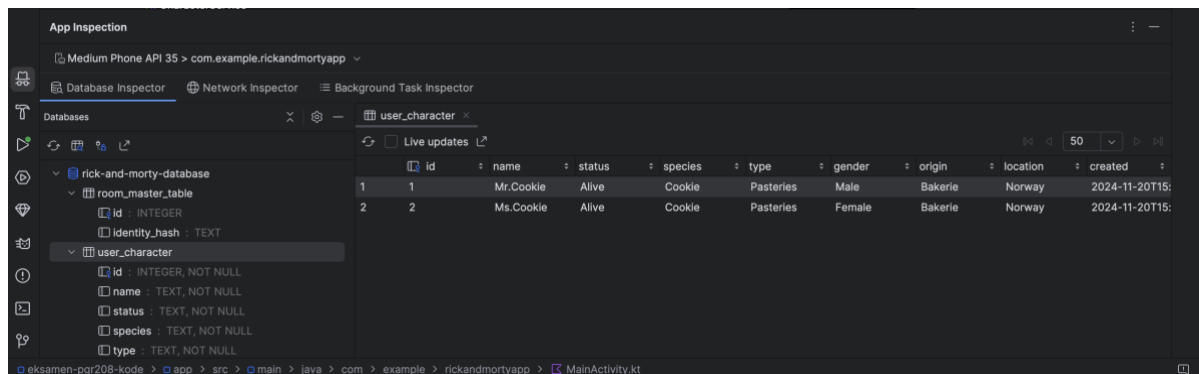 App Inspection
Medium Phone API 35 > com.example.rickandmortyapp
Database Inspector Network Inspector Background Task Inspector
Databases
user_character
Live updates
50
rick-and-morty-database
room_master_table
id : INTEGER
identity_hash : TEXT
user_character
id : INTEGER, NOT NULL
name : TEXT, NOT NULL
status : TEXT, NOT NULL
species : TEXT, NOT NULL
type : TEXT, NOT NULL
id name status species type gender origin location created
1 1 Mr.Cookie Alive Cookie Pasteries Male Bakerie Norway 2024-11-20T15:
2 2 Ms.Cookie Alive Cookie Pasteries Female Bakerie Norway 2024-11-20T15:
eksamen-pgr208-kode > app > src > main > java > com > example > rickandmortyapp > MainActivity.kt